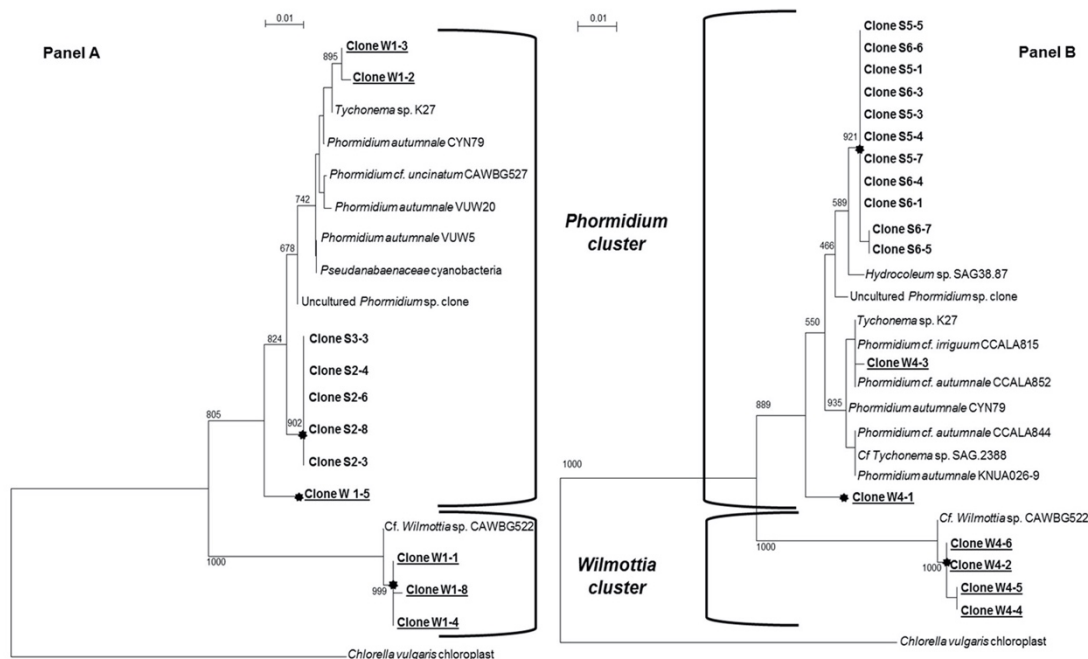 Panel A
0.01
Clone W1-3
895
Clone W1-2
Tychonema sp. K27
Phormidium autumnale CYN79
Phormidium cf. uncinatum CAWBG527
742
Phormidium autumnale VUW20
Phormidium autumnale VUW5
678
Pseudanabaenaceae cyanobacteria
Uncultured Phormidium sp. clone
824
Clone S3-3
Clone S2-4
Clone S2-6
902
Clone S2-8
Clone S2-3
805
Clone W 1-5
Cf. Wilmottia sp. CAWBG522
1000
Clone W1-1
999
Clone W1-8
Clone W1-4
Chlorella vulgaris chloroplast
Phormidium
cluster
Wilmottia
cluster
Panel B
0.01
Clone S5-5
Clone S6-6
Clone S5-1
Clone S6-3
Clone S5-3
921
Clone S5-4
Clone S5-7
Clone S6-4
589
Clone S6-1
Clone S6-7
Clone S6-5
466
Hydrocoleum sp. SAG38.87
Uncultured Phormidium sp. clone
550
Tychonema sp. K27
Phormidium cf. irriguum CCALA815
Clone W4-3
Phormidium cf. autumnale CCALA852
889
935
Phormidium autumnale CYN79
Phormidium cf. autumnale CCALA844
Cf Tychonema sp. SAG.2388
1000
Phormidium autumnale KNUA026-9
Clone W4-1
Cf. Wilmottia sp. CAWBG522
1000
Clone W4-6
1000
Clone W4-2
Clone W4-5
Clone W4-4
Chlorella vulgaris chloroplast